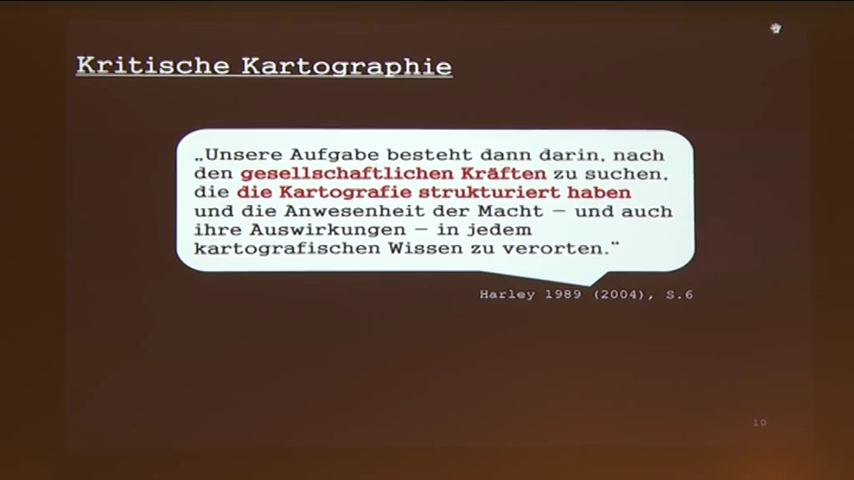 Kritische Kartographie
„Unsere Aufgabe besteht dann darin, nach
den gesellschaftlichen Kräften zu suchen,
die die Kartografie strukturiert haben
und die Anwesenheit der Macht – und auch
ihre Auswirkungen – in jedem
kartografischen Wissen zu verorten.“
Harley 1989 (2004), S.6
10